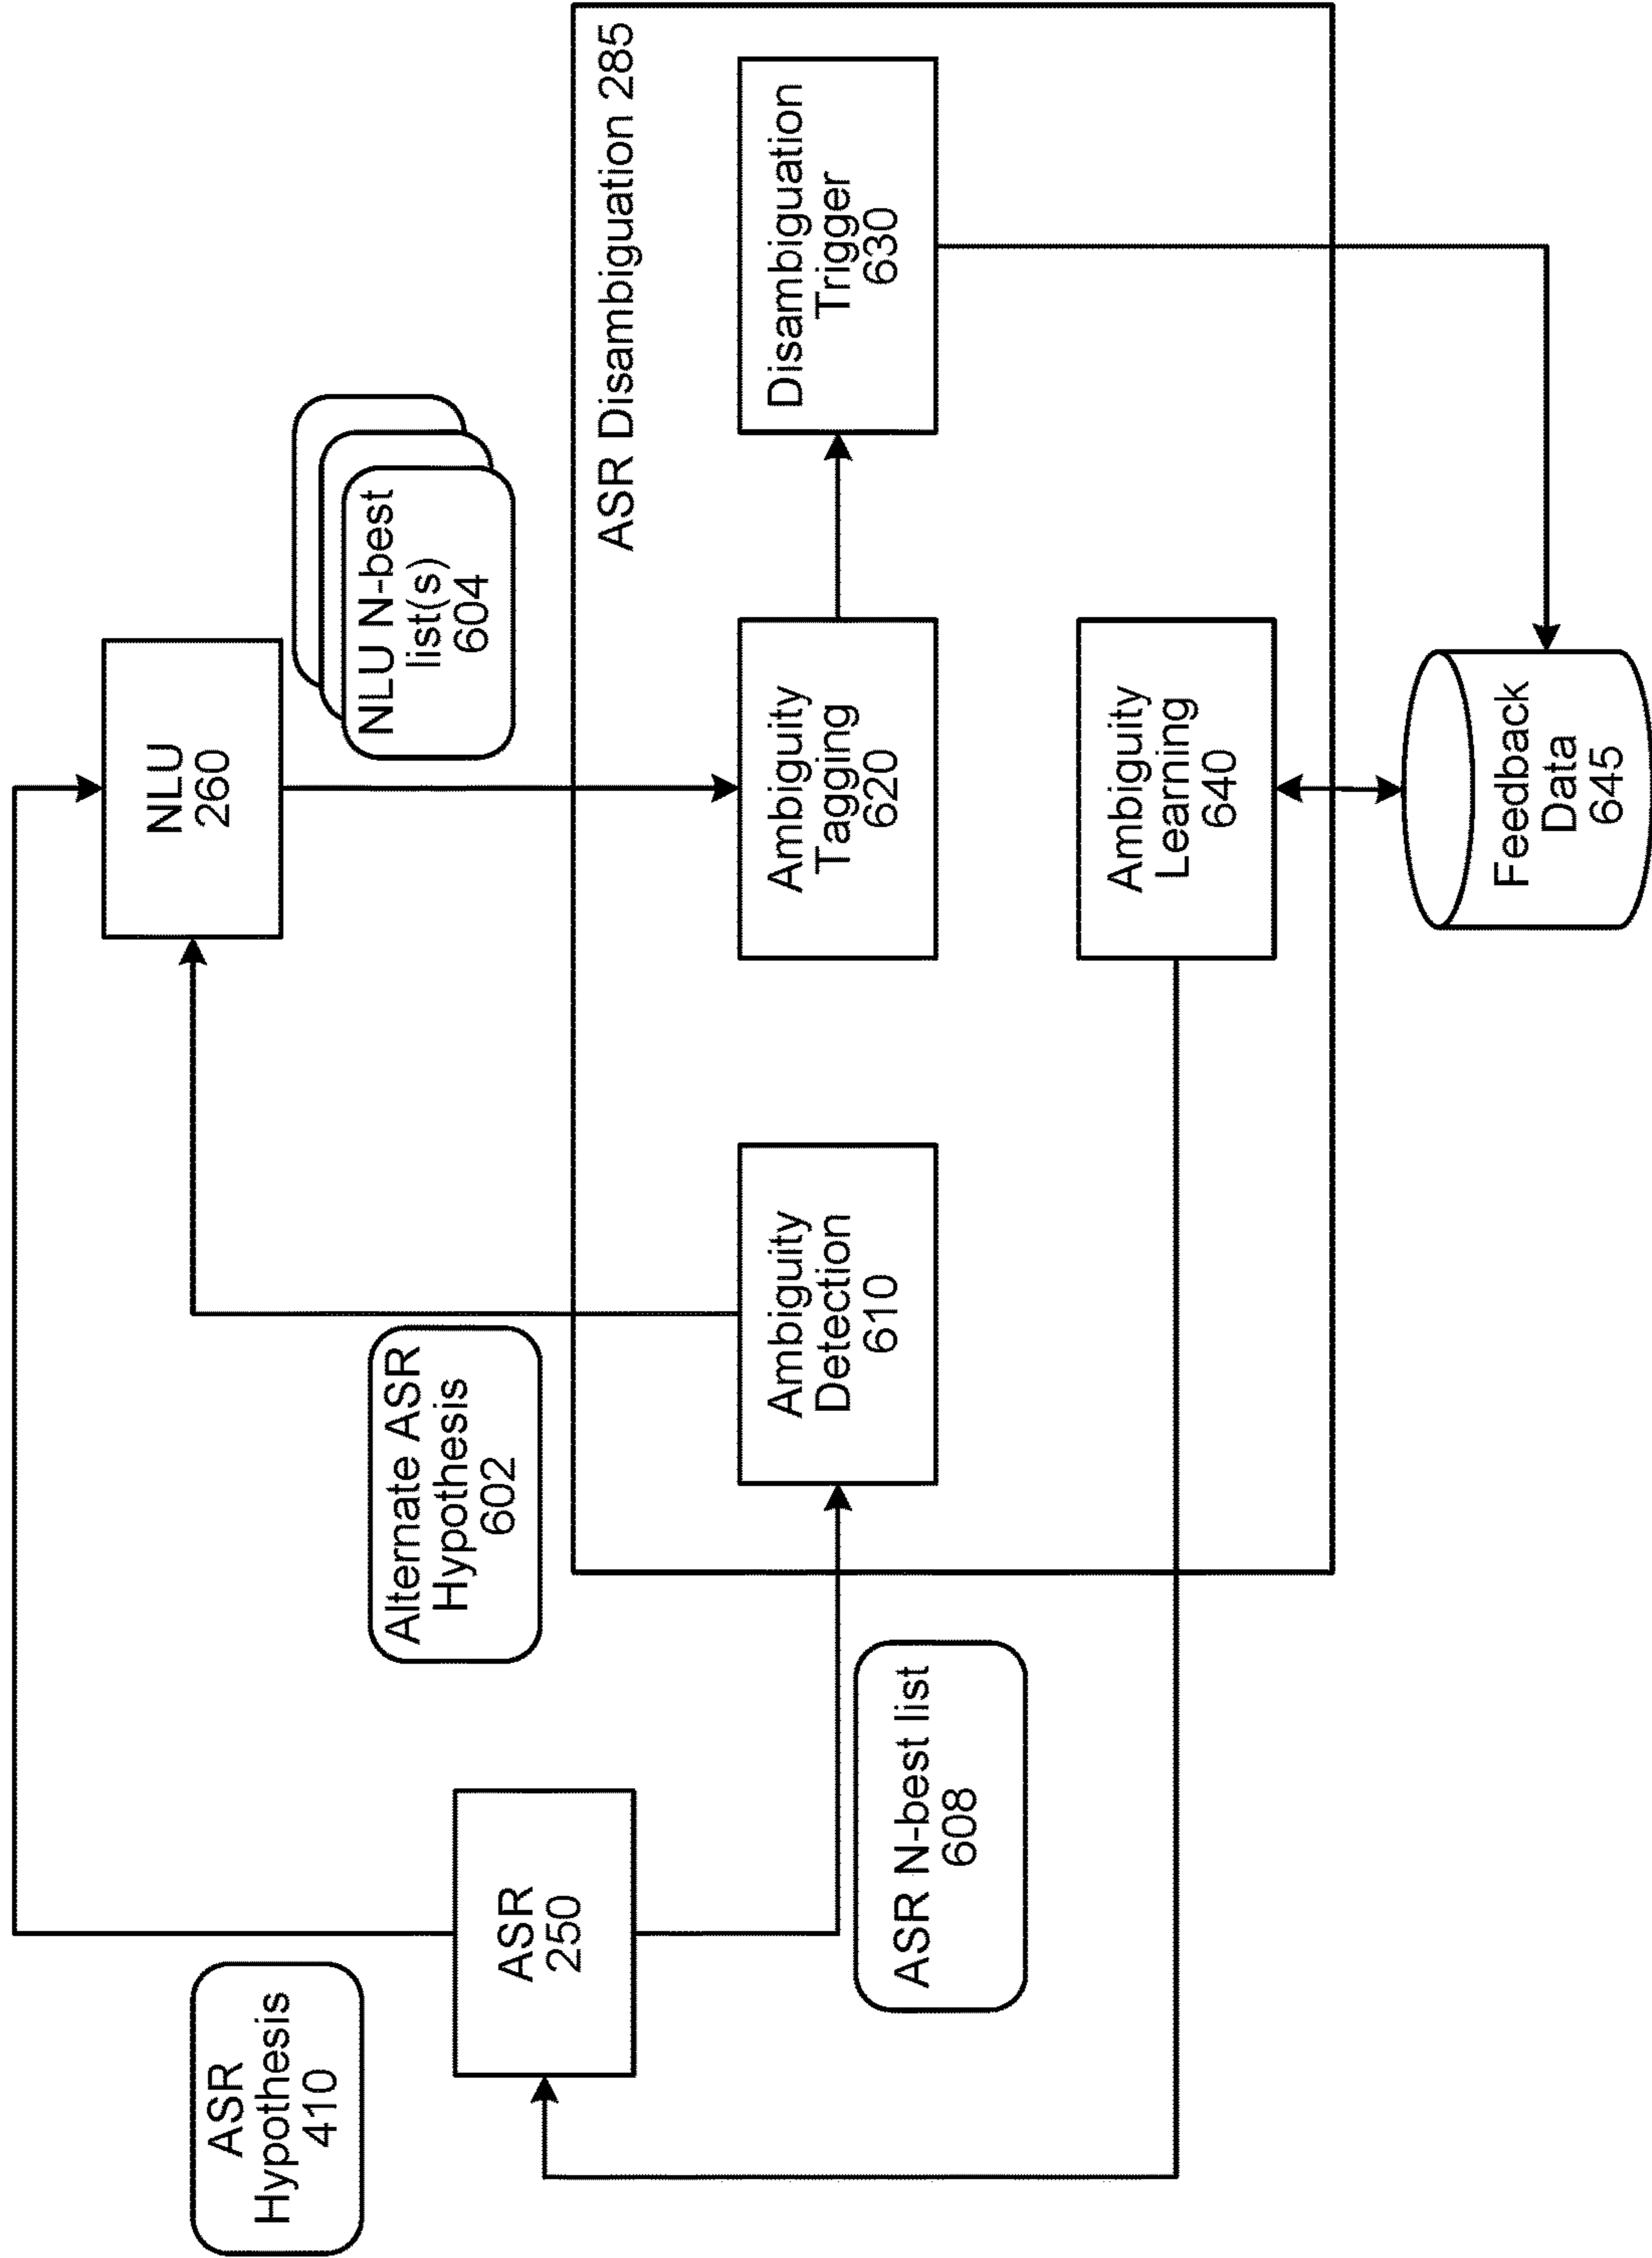 ASR
Hypothesis
410
ASR
250
ASR N-best list
608
Alternate ASR
Hypothesis
602
NLU
260
NLU N-best
list(s)
604
ASR Disambiguation 285
Ambiguity
Detection
610
Ambiguity
Tagging
620
Disambiguation
Trigger
630
Ambiguity
Learning
640
Feedback
Data
645